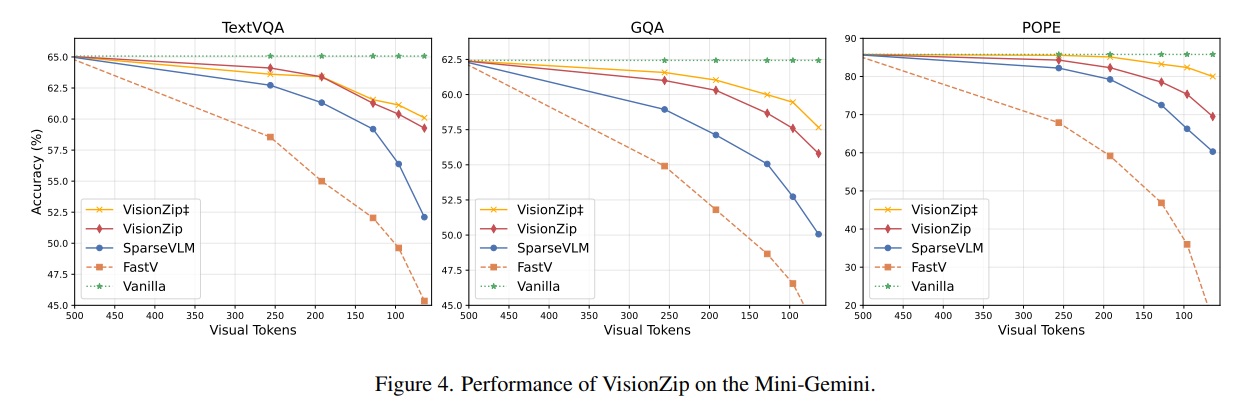 TextVQA
Accuracy (%)
65.0
62.5
60.0
57.5
55.0
52.5
50.0
47.5
45.0
VisionZip‡
VisionZip
SparseVLM
FastV
Vanilla
500 450 400 350 300 250 200 150 100
Visual Tokens
GQA
62.5
60.0
57.5
55.0
52.5
50.0
47.5
45.0
VisionZip‡
VisionZip
SparseVLM
FastV
Vanilla
500 450 400 350 300 250 200 150 100
Visual Tokens
POPE
90
80
70
60
50
40
30
20
VisionZip‡
VisionZip
SparseVLM
FastV
Vanilla
500 450 400 350 300 250 200 150 100
Visual Tokens
Figure 4. Performance of VisionZip on the Mini-Gemini.